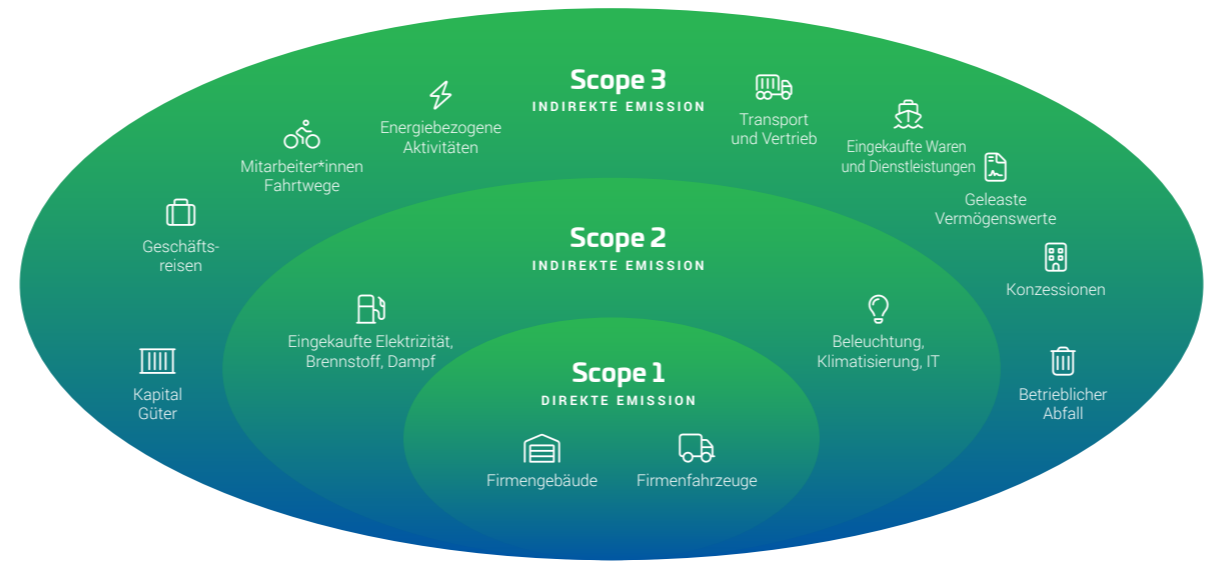 Scope 3
INDIREKTE EMISSION
Kapital
Güter
Geschäfts-
reisen
Mitarbeiter*innen
Fahrtwege
Energiebezogene
Aktivitäten
Transport
und Vertrieb
Eingekaufte Waren
und Dienstleistungen
Geleaste
Vermögenswerte
Konzessionen
Betrieblicher
Abfall
Scope 2
INDIREKTE EMISSION
Eingekaufte Elektrizität,
Brennstoff, Dampf
Beleuchtung,
Klimatisierung, IT
Scope 1
DIREKTE EMISSION
Firmengebäude
Firmenfahrzeuge